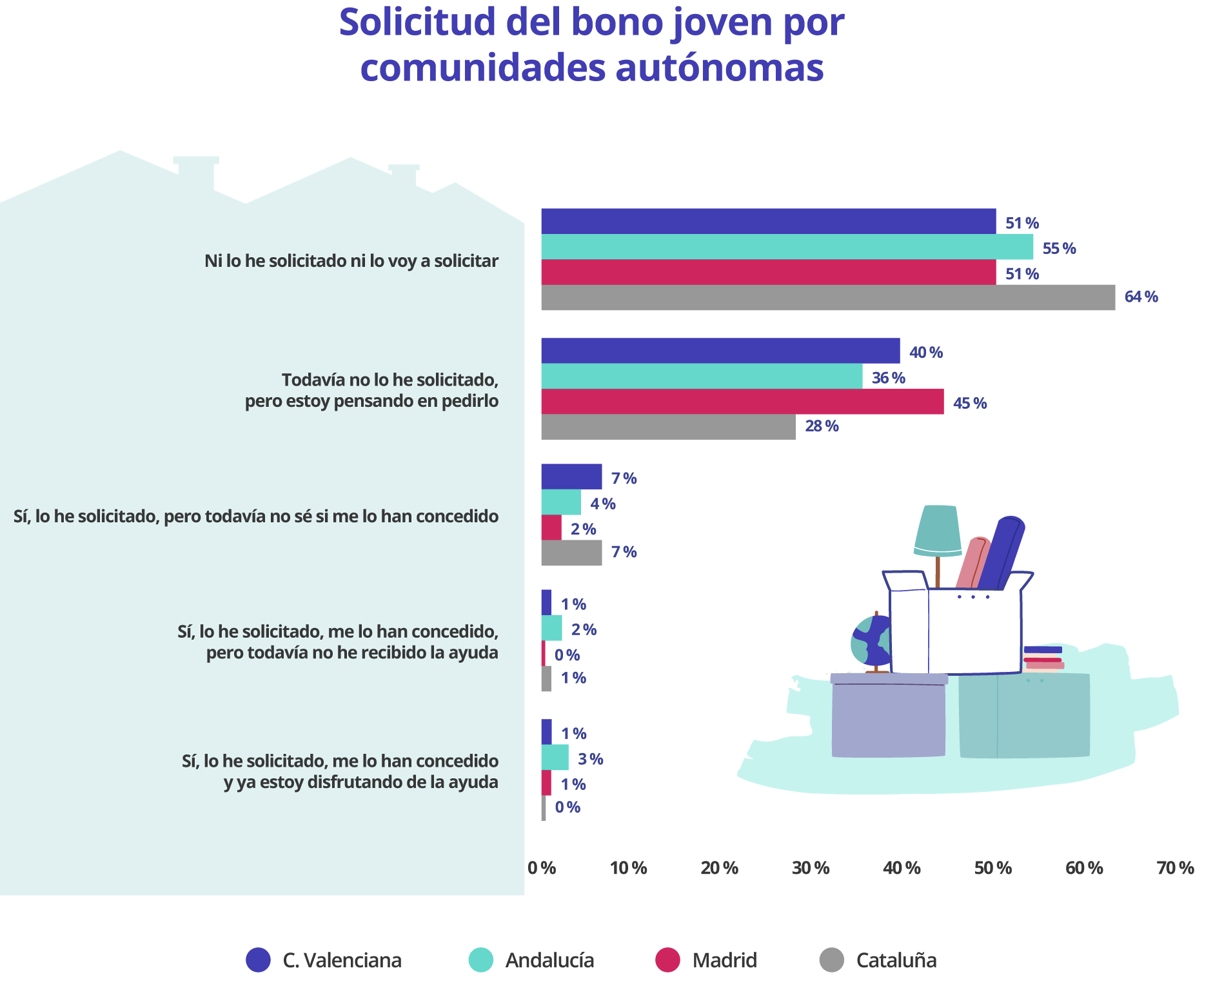 Solicitud del bono joven por
comunidades autónomas
Ni lo he solicitado ni lo voy a solicitar
51 %
55 %
51 %
64 %
Todavía no lo he solicitado,
pero estoy pensando en pedirlo
40 %
36 %
45 %
28 %
Sí, lo he solicitado, pero todavía no sé si me lo han concedido
7 %
4 %
2 %
7 %
Sí, lo he solicitado, me lo han concedido,
pero todavía no he recibido la ayuda
1 %
2 %
0 %
1 %
Sí, lo he solicitado, me lo han concedido
y ya estoy disfrutando de la ayuda
1 %
3 %
1 %
0 %
0 % 10 % 20 % 30 % 40 % 50 % 60 % 70 %
C. Valenciana Andalucía Madrid Cataluña